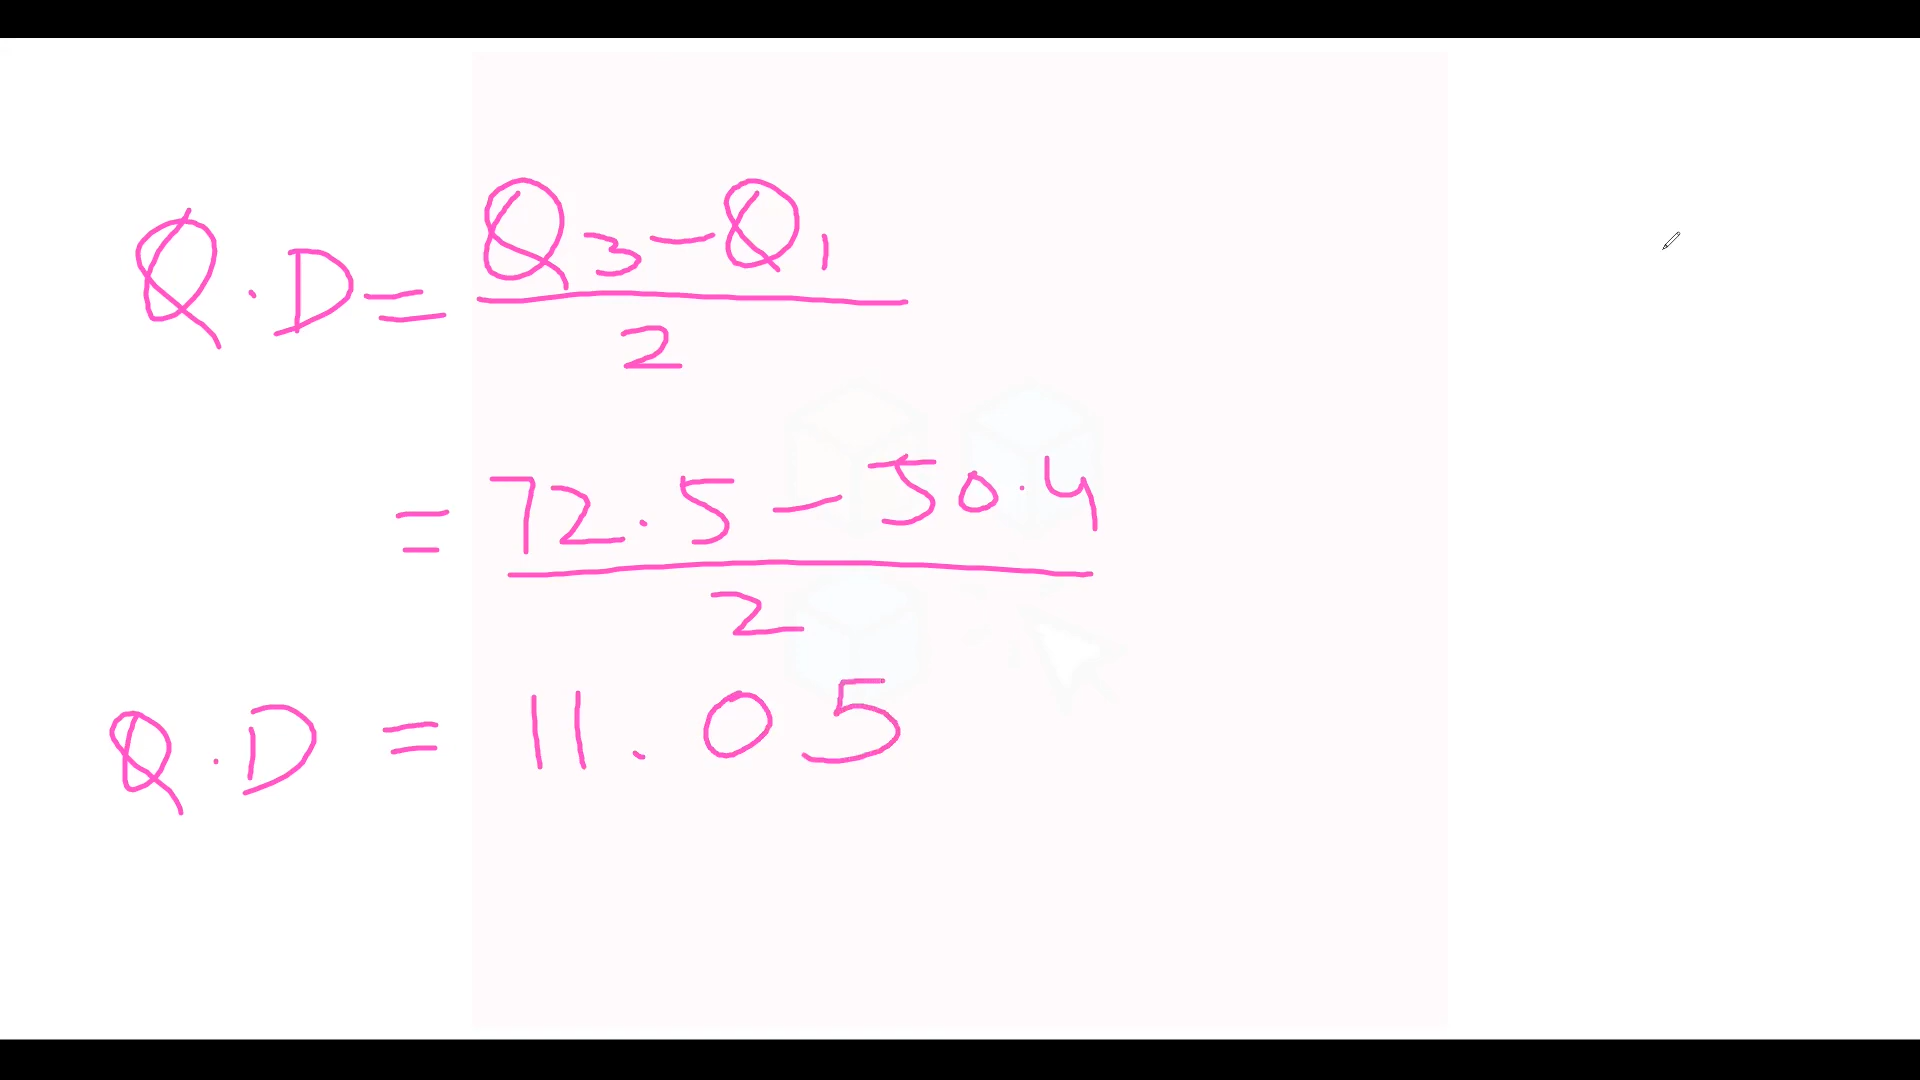 Q.D = Q₃ - Q₁ / 2
= 72.5 - 50.4 / 2
Q.D = 11.05